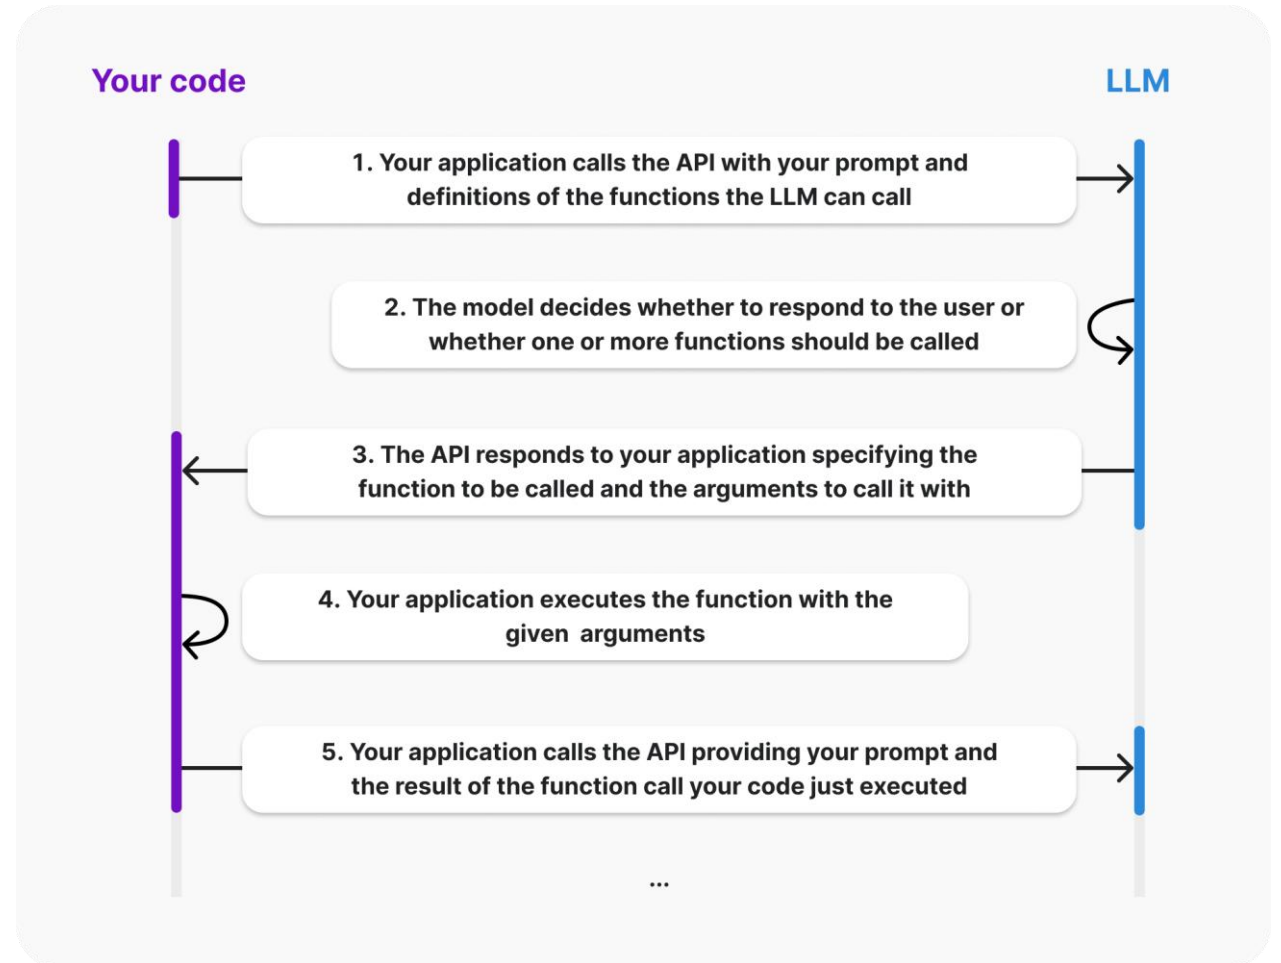 Your code
LLM
1. Your application calls the API with your prompt and
definitions of the functions the LLM can call
2. The model decides whether to respond to the user or
whether one or more functions should be called
3. The API responds to your application specifying the
function to be called and the arguments to call it with
4. Your application executes the function with the
given  arguments
5. Your application calls the API providing your prompt and
the result of the function call your code just executed
...